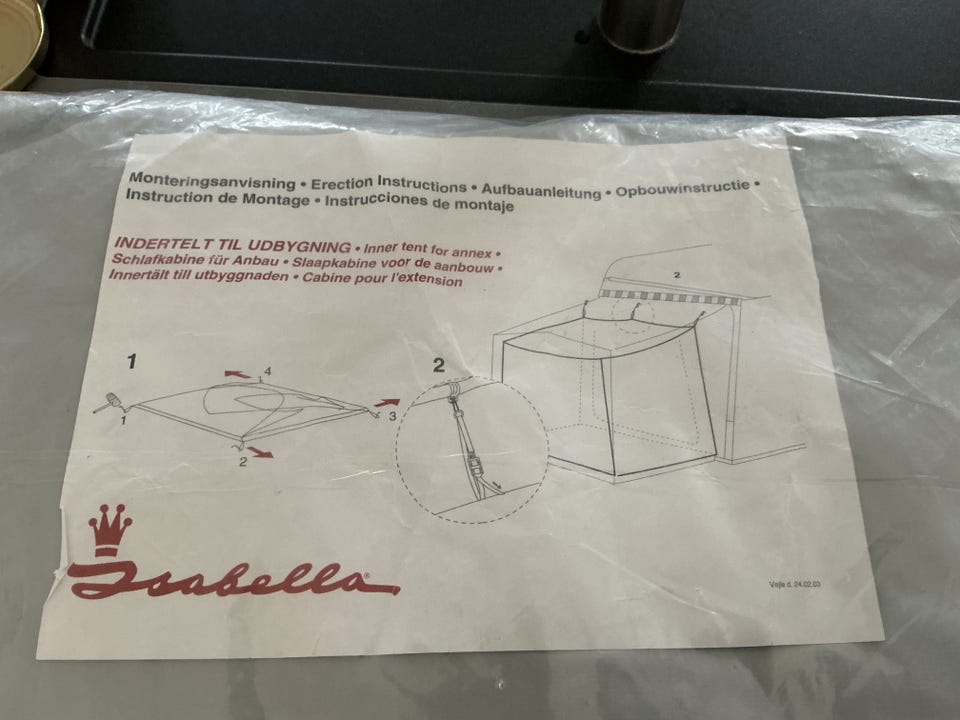 Monteringsanvisning • Erection Instructions • Aufbauanleitung • Opbouwinstructie •
Instruction de Montage • Instrucciones de montaje
INDERTELT TIL UDBYGNING • Inner tent for annex •
Schlafkabine für Anbau • Slaapkabine voor de aanbouw •
Innertält till utbyggnaden • Cabine pour l'extension
1
4
1
3
2
2
2
Isabella®
Vejle d. 24.02.03